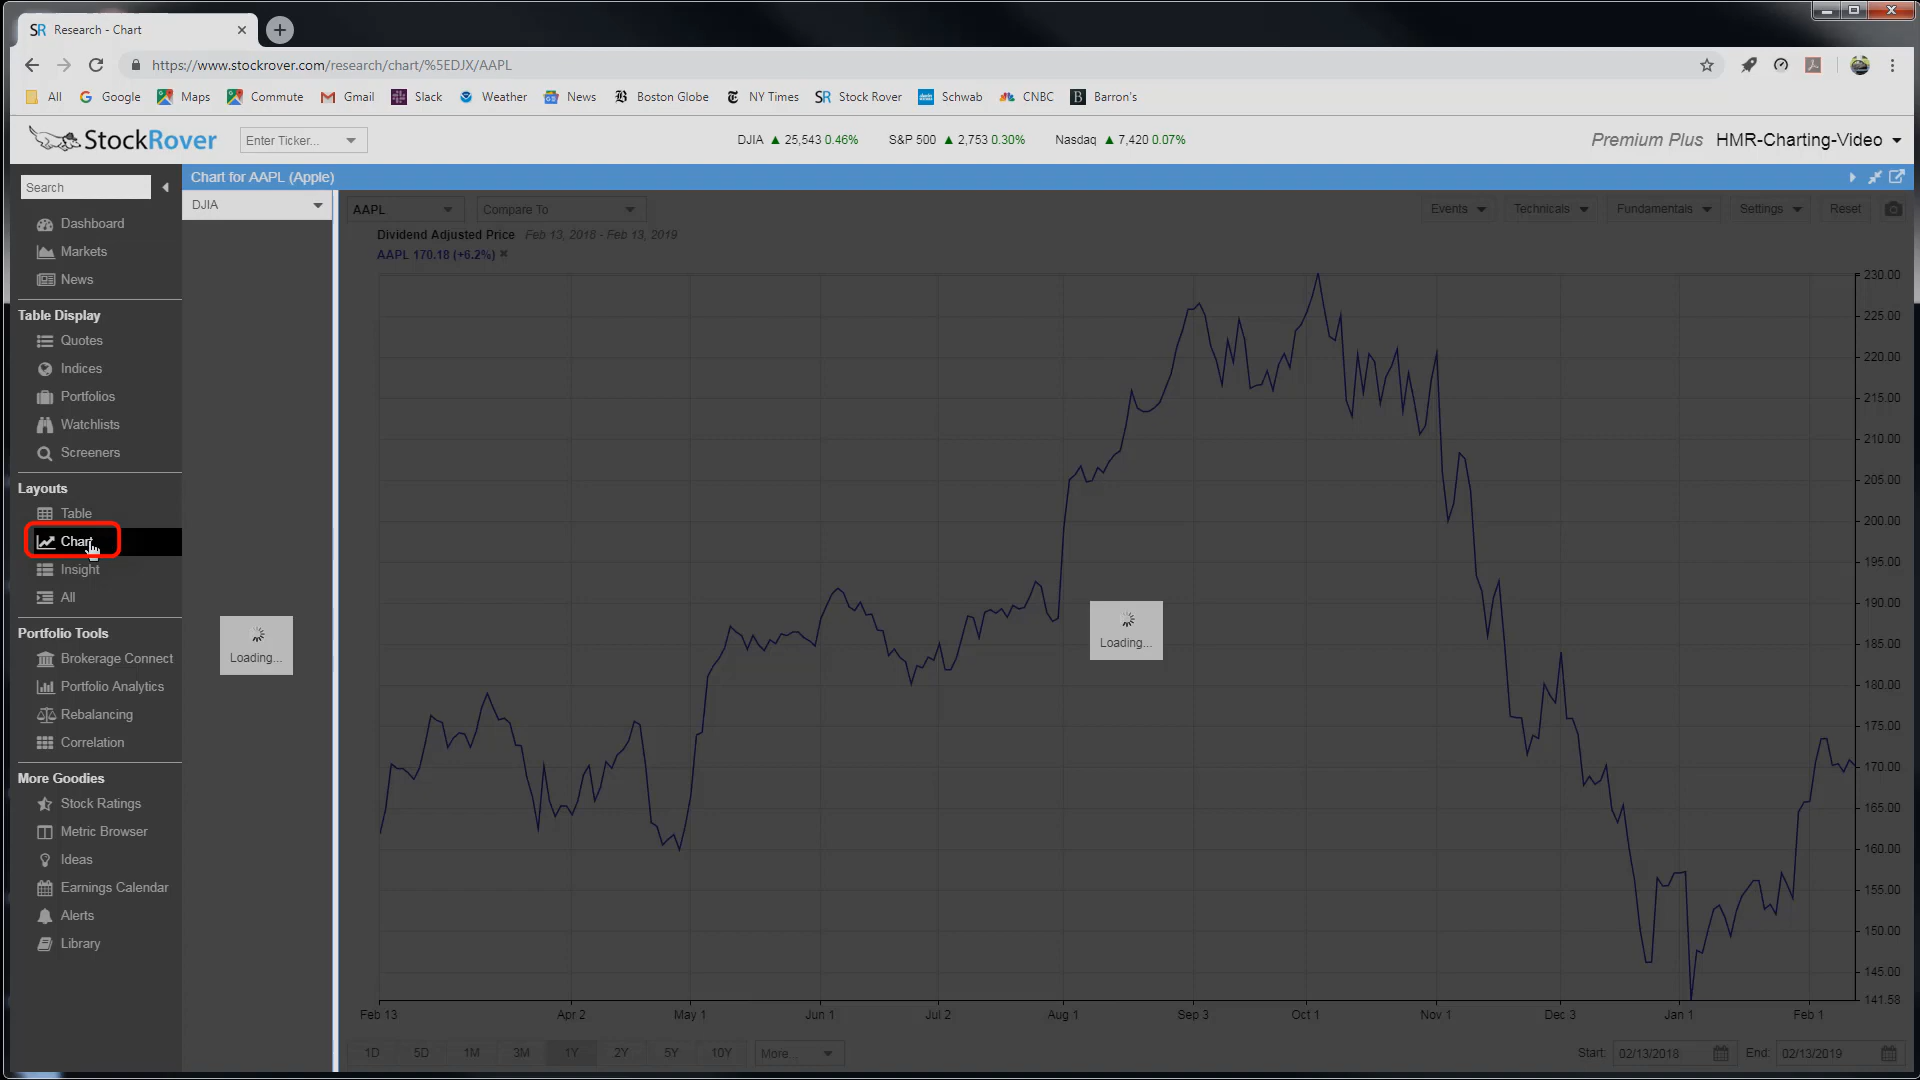 SR Research - Chart
https://www.stockrover.com/research/chart/%5EDJX/AAPL
All Google Maps Commute Gmail Slack Weather News Boston Globe NY Times SR Stock Rover Schwab CNBC Barron's
StockRover Enter Ticker... DJIA ▲ 25,543 0.46% S&P 500 ▲ 2,753 0.30% Nasdaq ▲ 7,420 0.07% Premium Plus HMR-Charting-Video
Search
Chart for AAPL (Apple)
DJIA
AAPL Compare To Events Technicals Fundamentals Settings Reset
Dividend Adjusted Price Feb 13, 2018 - Feb 13, 2019
AAPL 170.18 (+6.2%) ×
Dashboard
Markets
News
Table Display
Quotes
Indices
Portfolios
Watchlists
Screeners
Layouts
Table
Chart
Insight
All
Portfolio Tools
Brokerage Connect
Portfolio Analytics
Rebalancing
Correlation
More Goodies
Stock Ratings
Metric Browser
Ideas
Earnings Calendar
Alerts
Library
Loading...
Loading...
230.00
225.00
220.00
215.00
210.00
205.00
200.00
195.00
190.00
185.00
180.00
175.00
170.00
165.00
160.00
155.00
150.00
145.00
141.58
Feb 13 Apr 2 May 1 Jun 1 Jul 2 Aug 1 Sep 3 Oct 1 Nov 1 Dec 3 Jan 1 Feb 1
1D 5D 1M 3M 1Y 2Y 5Y 10Y More... Start: 02/13/2018 End: 02/13/2019